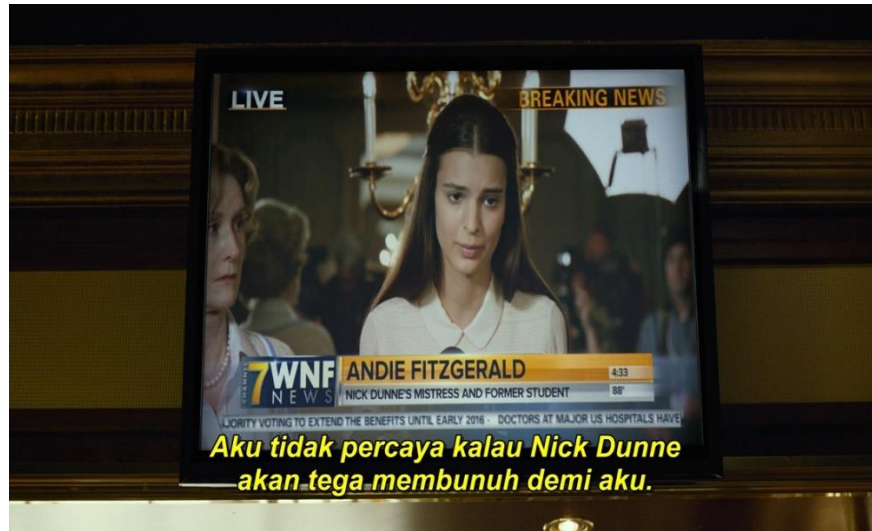 LIVE
BREAKING NEWS
CHANNEL 7 WNF NEWS
ANDIE FITZGERALD
4:33
NICK DUNNE'S MISTRESS AND FORMER STUDENT
88°
AJORITY VOTING TO EXTEND THE BENEFITS UNTIL EARLY 2016 - DOCTORS AT MAJOR US HOSPITALS HAVE
Aku tidak percaya kalau Nick Dunne
akan tega membunuh demi aku.